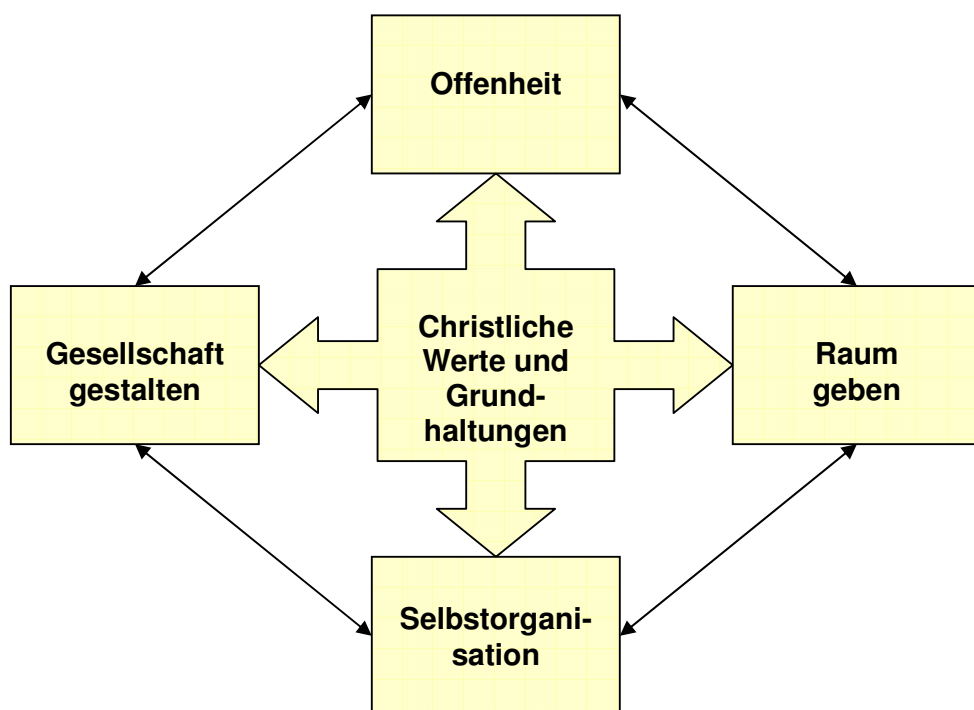 Offenheit
Gesellschaft
gestalten
Christliche
Werte und
Grund-
haltungen
Raum
geben
Selbstorgani-
sation